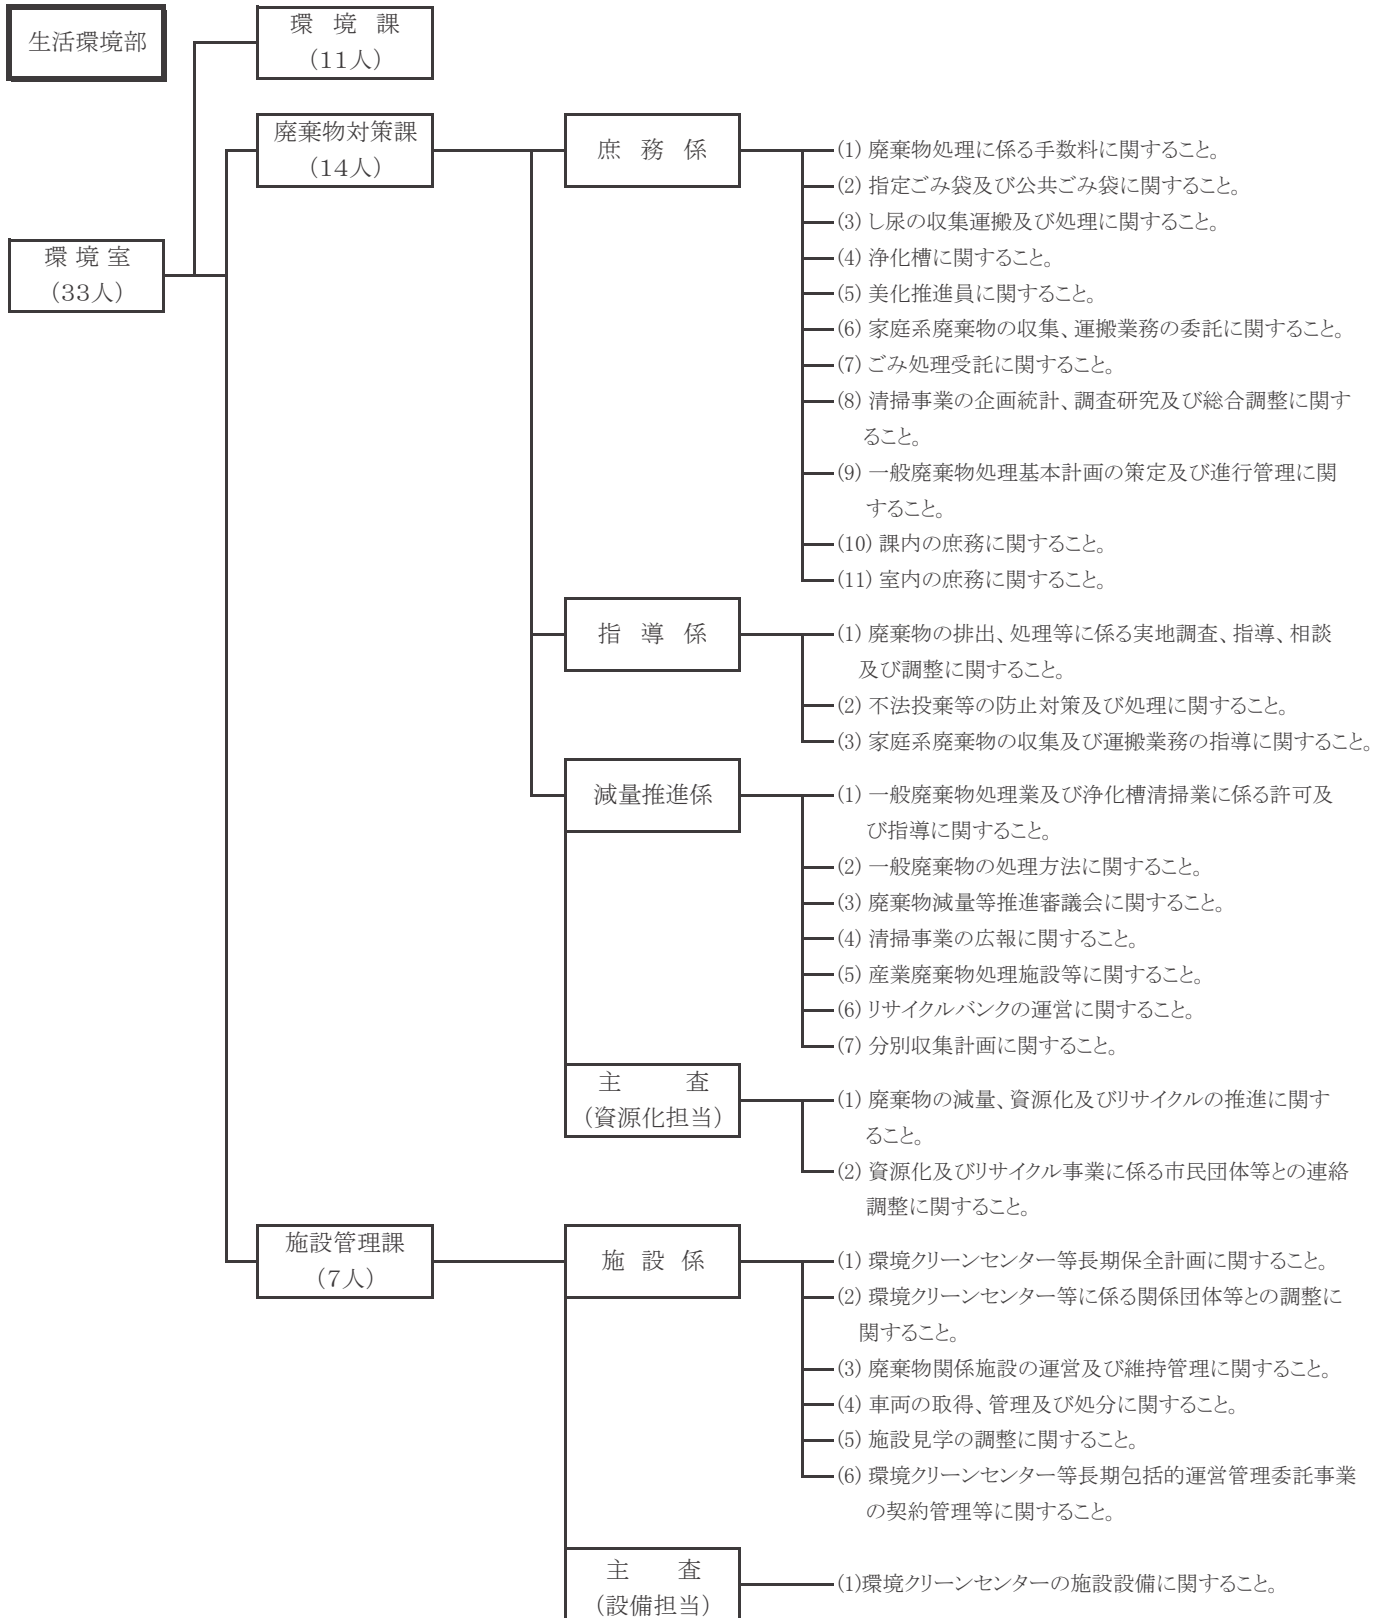 生活環境部
環境課
(11人)
環境室
(33人)
廃棄物対策課
(14人)
庶務係
(1) 廃棄物処理に係る手数料に関すること。
(2) 指定ごみ袋及び公共ごみ袋に関すること。
(3) し尿の収集運搬及び処理に関すること。
(4) 浄化槽に関すること。
(5) 美化推進員に関すること。
(6) 家庭系廃棄物の収集、運搬業務の委託に関すること。
(7) ごみ処理受託に関すること。
(8) 清掃事業の企画統計、調査研究及び総合調整に関す
ること。
(9) 一般廃棄物処理基本計画の策定及び進行管理に関
すること。
(10) 課内の庶務に関すること。
(11) 室内の庶務に関すること。
指導係
(1) 廃棄物の排出、処理等に係る実地調査、指導、相談
及び調整に関すること。
(2) 不法投棄等の防止対策及び処理に関すること。
(3) 家庭系廃棄物の収集及び運搬業務の指導に関すること。
減量推進係
(1) 一般廃棄物処理業及び浄化槽清掃業に係る許可及
び指導に関すること。
(2) 一般廃棄物の処理方法に関すること。
(3) 廃棄物減量等推進審議会に関すること。
(4) 清掃事業の広報に関すること。
(5) 産業廃棄物処理施設等に関すること。
(6) リサイクルバンクの運営に関すること。
(7) 分別収集計画に関すること。
主査
(資源化担当)
(1) 廃棄物の減量、資源化及びリサイクルの推進に関す
ること。
(2) 資源化及びリサイクル事業に係る市民団体等との連絡
調整に関すること。
施設管理課
(7人)
施設係
(1) 環境クリーンセンター等長期保全計画に関すること。
(2) 環境クリーンセンター等に係る関係団体等との調整に
関すること。
(3) 廃棄物関係施設の運営及び維持管理に関すること。
(4) 車両の取得、管理及び処分に関すること。
(5) 施設見学の調整に関すること。
(6) 環境クリーンセンター等長期包括的運営管理委託事業
の契約管理等に関すること。
主査
(設備担当)
(1)環境クリーンセンターの施設設備に関すること。